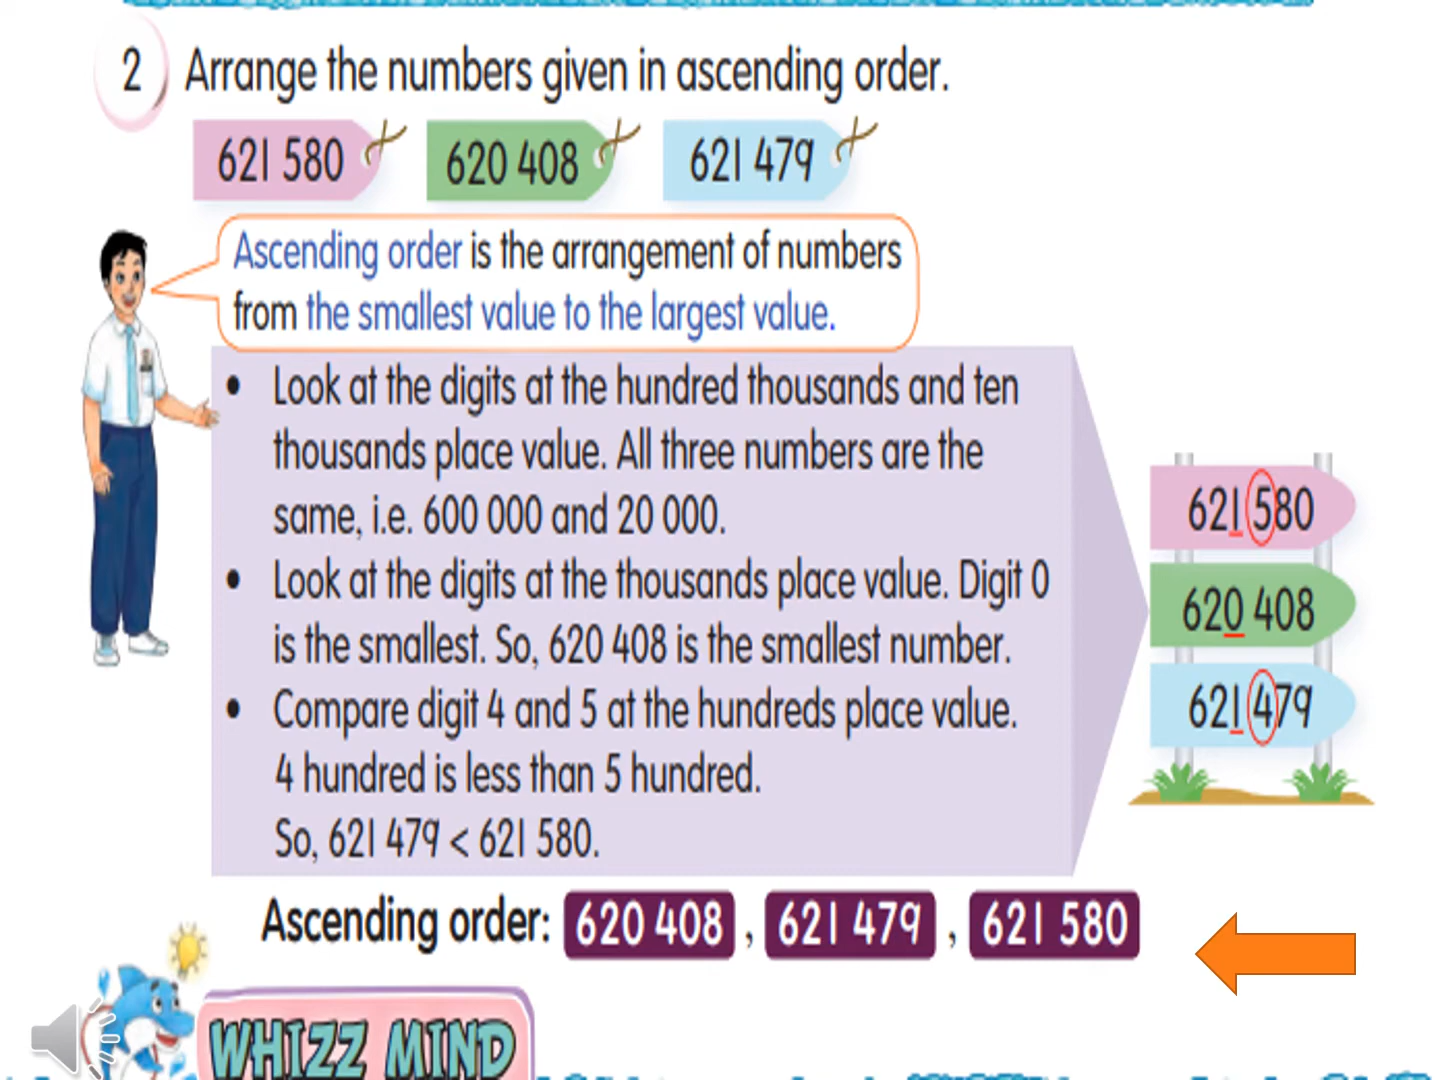 2 Arrange the numbers given in ascending order.
621 580 620 408 621 479
Ascending order is the arrangement of numbers
from the smallest value to the largest value.
• Look at the digits at the hundred thousands and ten
thousands place value. All three numbers are the
same, i.e. 600 000 and 20 000.
• Look at the digits at the thousands place value. Digit 0
is the smallest. So, 620 408 is the smallest number.
• Compare digit 4 and 5 at the hundreds place value.
4 hundred is less than 5 hundred.
So, 621 479 < 621 580.
621 580
620 408
621 479
Ascending order: 620 408 , 621 479 , 621 580
WHIZZ MIND